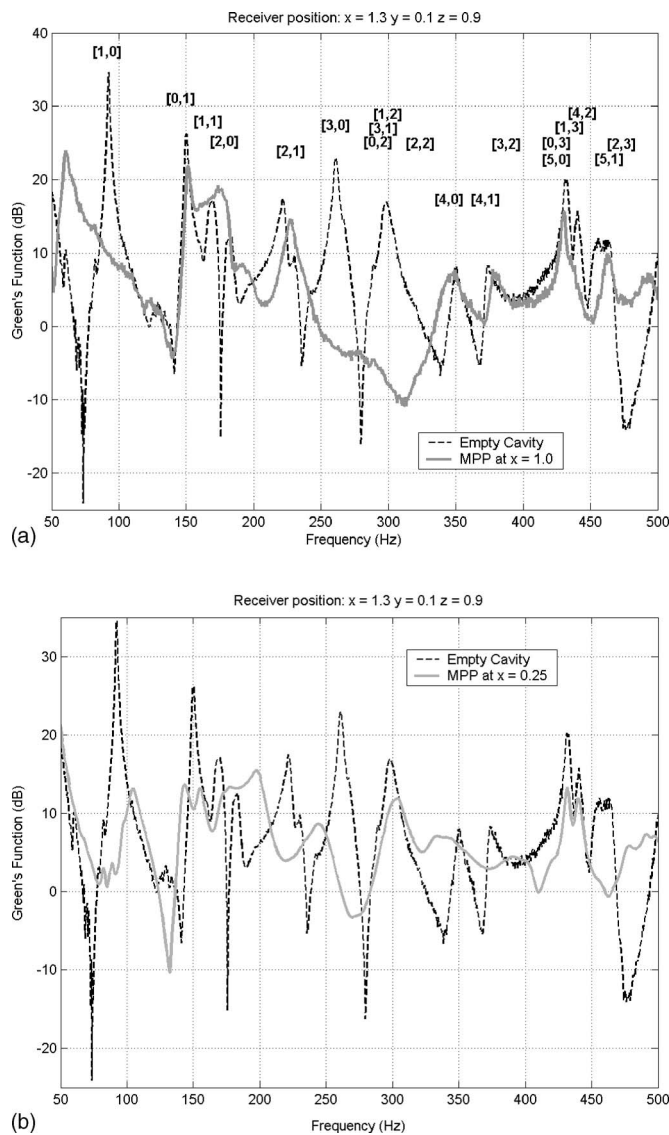 Receiver position: x = 1.3 y = 0.1 z = 0.9
40
30
20
10
0
-10
-20
Green's Function (dB)
[1,0]
[0,1]
[1,1]
[2,0]
[2,1]
[3,0]
[1,2]
[3,1]
[0,2]
[2,2]
[4,0]
[4,1]
[3,2]
[4,2]
[1,3]
[0,3]
[5,0]
[2,3]
[5,1]
Empty Cavity
MPP at x = 1.0
50 100 150 200 250 300 350 400 450 500
Frequency (Hz)
(a)
Receiver position: x = 1.3 y = 0.1 z = 0.9
30
20
10
0
-10
-20
Green's Function (dB)
Empty Cavity
MPP at x = 0.25
50 100 150 200 250 300 350 400 450 500
Frequency (Hz)
(b)